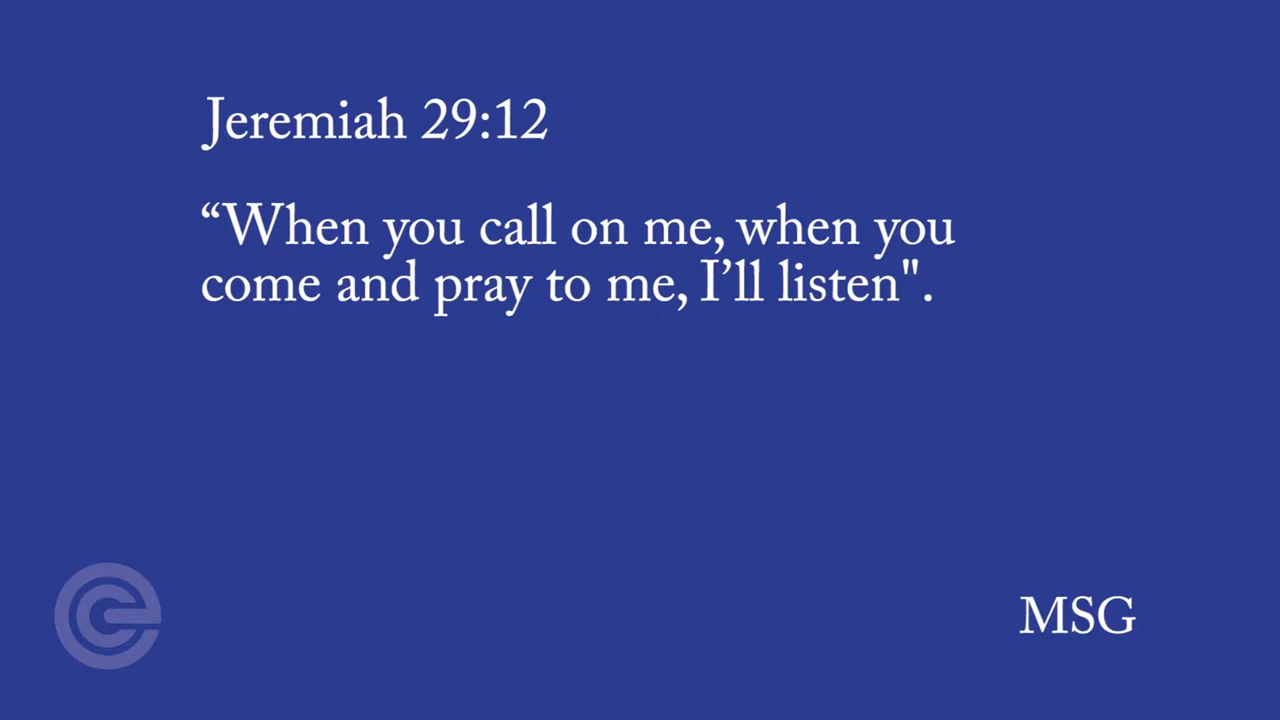 Jeremiah 29:12
“When you call on me, when you
come and pray to me, I’ll listen".
MSG